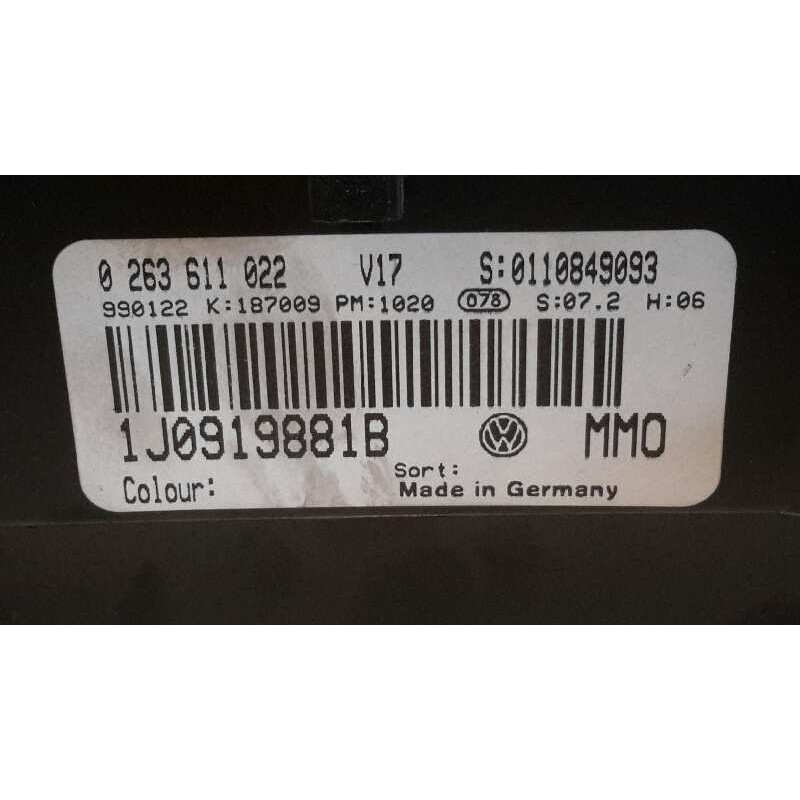 0 263 611 022 V17 S:0110849093
990122 K:187009 PM:1020 078 S:07.2 H:06
1J0919881B VW MMO
Sort:
Colour: Made in Germany